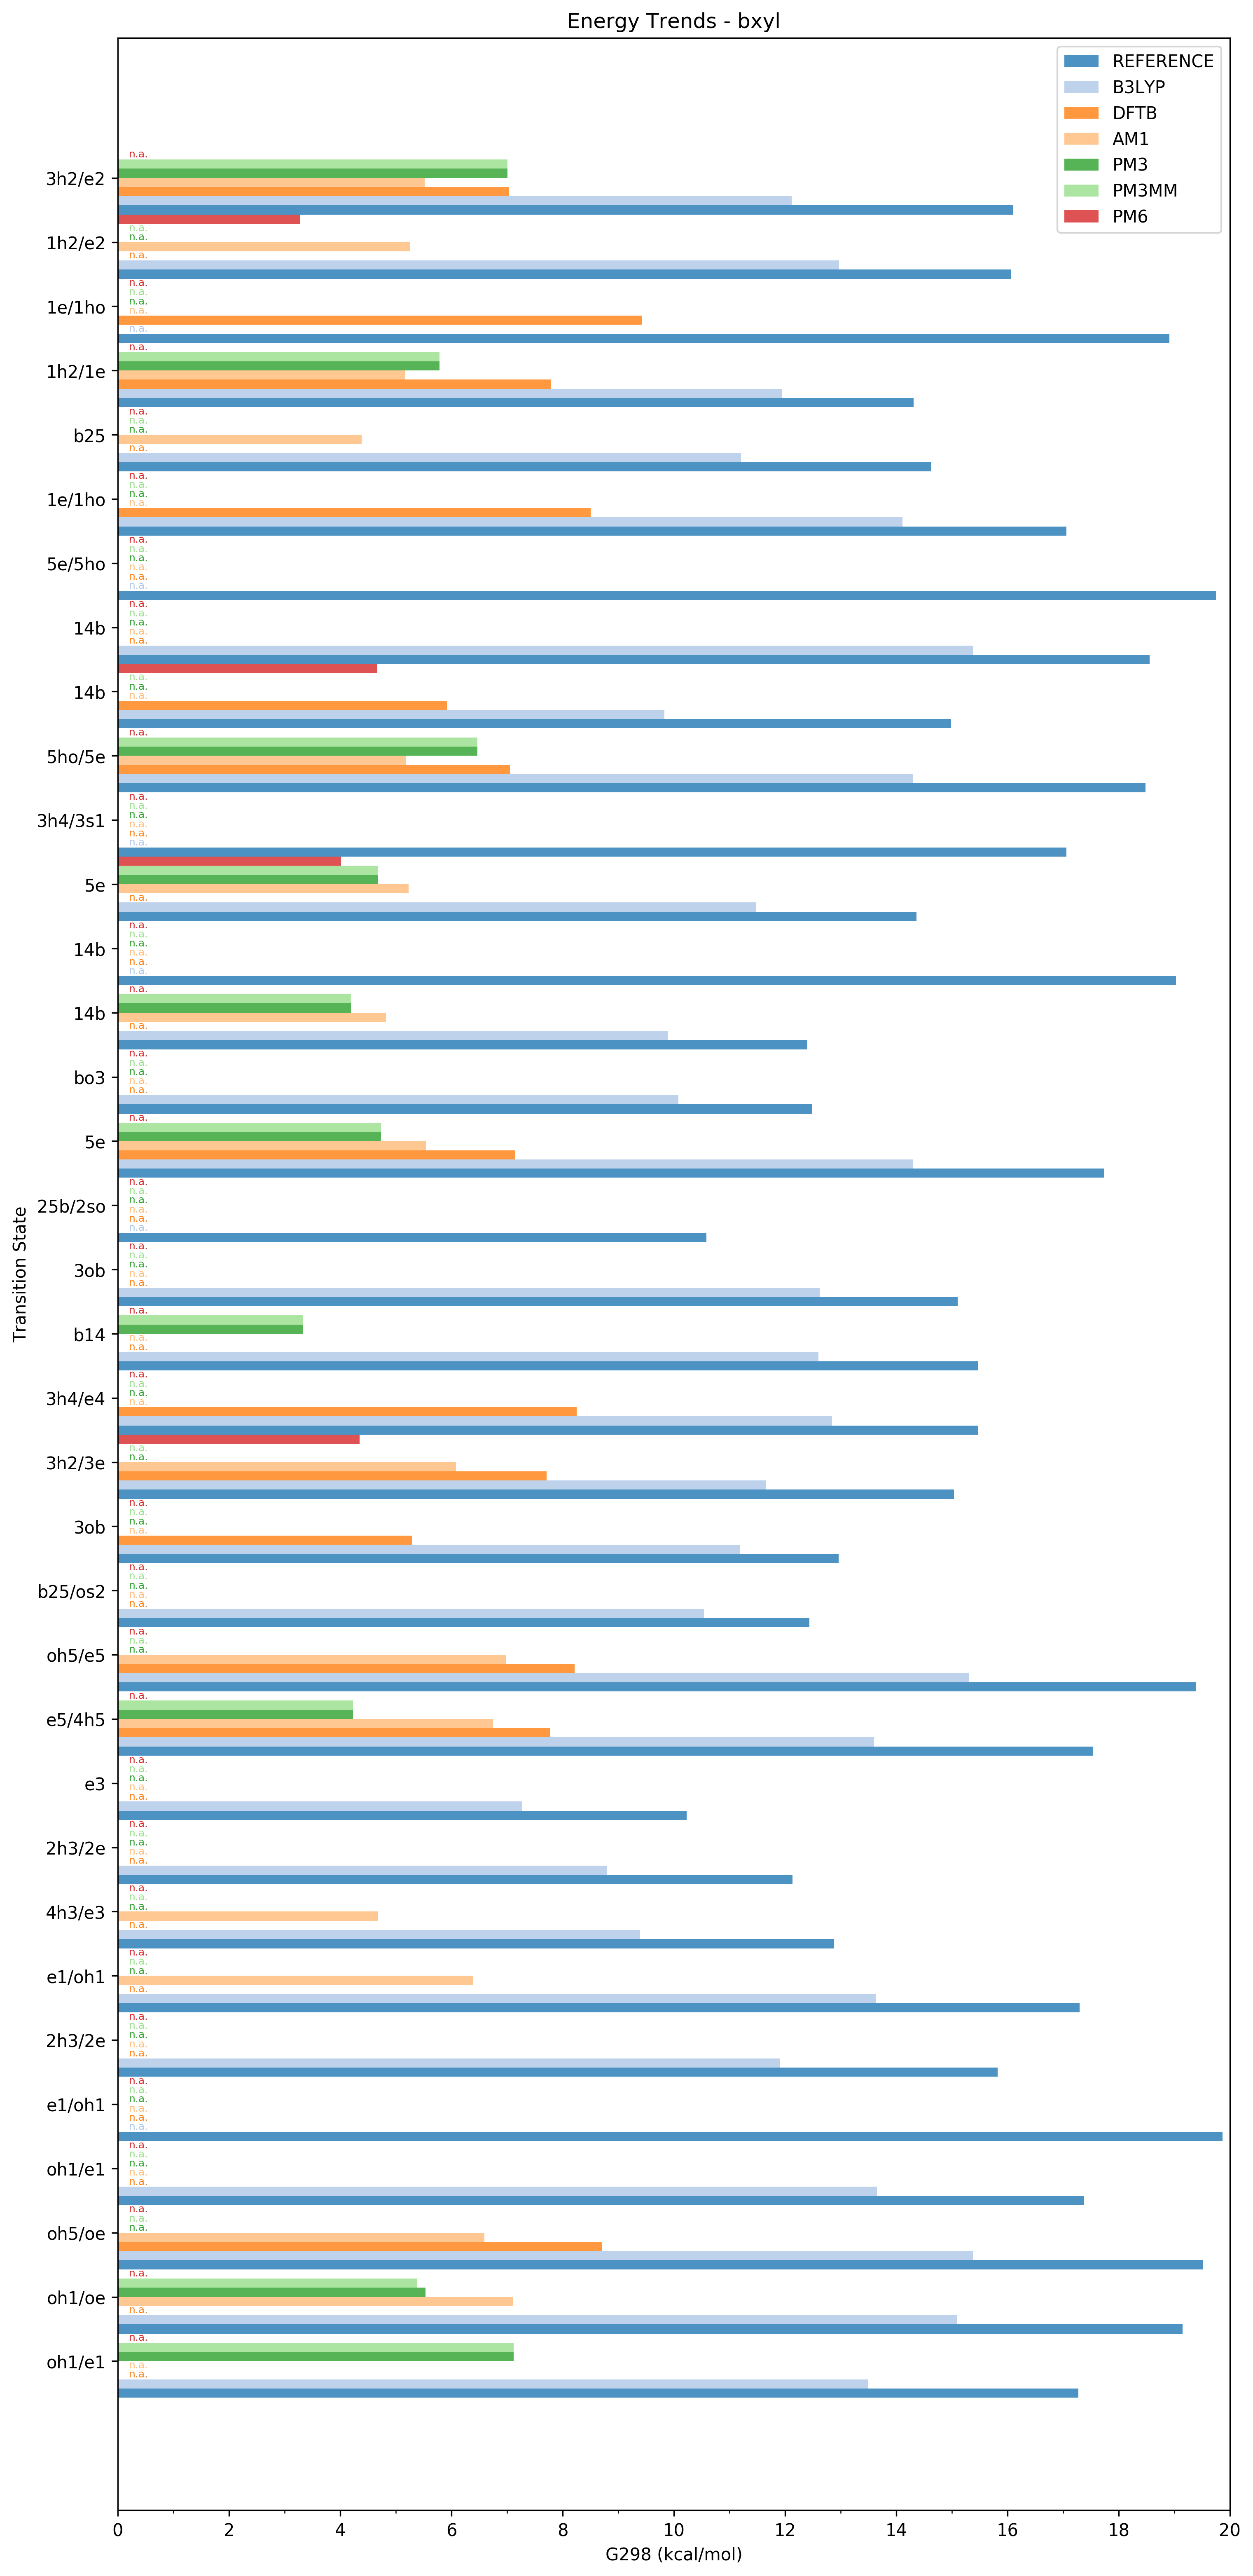 Energy Trends - bxyl
REFERENCE
B3LYP
DFTB
AM1
PM3
PM3MM
PM6
Transition State
3h2/e2
n.a.
1h2/e2
n.a.
n.a.
n.a.
1e/1ho
n.a.
n.a.
n.a.
n.a.
n.a.
1h2/1e
n.a.
b25
n.a.
n.a.
n.a.
n.a.
1e/1ho
n.a.
n.a.
n.a.
n.a.
5e/5ho
n.a.
n.a.
n.a.
n.a.
n.a.
n.a.
14b
n.a.
n.a.
n.a.
n.a.
n.a.
14b
n.a.
n.a.
n.a.
5ho/5e
n.a.
3h4/3s1
n.a.
n.a.
n.a.
n.a.
n.a.
n.a.
5e
n.a.
14b
n.a.
n.a.
n.a.
n.a.
n.a.
n.a.
14b
n.a.
n.a.
bo3
n.a.
n.a.
n.a.
n.a.
n.a.
5e
n.a.
25b/2so
n.a.
n.a.
n.a.
n.a.
n.a.
n.a.
3ob
n.a.
n.a.
n.a.
n.a.
n.a.
b14
n.a.
n.a.
n.a.
3h4/e4
n.a.
n.a.
n.a.
n.a.
3h2/3e
n.a.
n.a.
3ob
n.a.
n.a.
n.a.
n.a.
b25/os2
n.a.
n.a.
n.a.
n.a.
n.a.
oh5/e5
n.a.
n.a.
n.a.
e5/4h5
n.a.
e3
n.a.
n.a.
n.a.
n.a.
n.a.
2h3/2e
n.a.
n.a.
n.a.
n.a.
n.a.
4h3/e3
n.a.
n.a.
n.a.
n.a.
e1/oh1
n.a.
n.a.
n.a.
n.a.
2h3/2e
n.a.
n.a.
n.a.
n.a.
n.a.
e1/oh1
n.a.
n.a.
n.a.
n.a.
n.a.
n.a.
oh1/e1
n.a.
n.a.
n.a.
n.a.
n.a.
oh5/oe
n.a.
n.a.
n.a.
oh1/oe
n.a.
n.a.
oh1/e1
n.a.
n.a.
n.a.
0 2 4 6 8 10 12 14 16 18 20
G298 (kcal/mol)